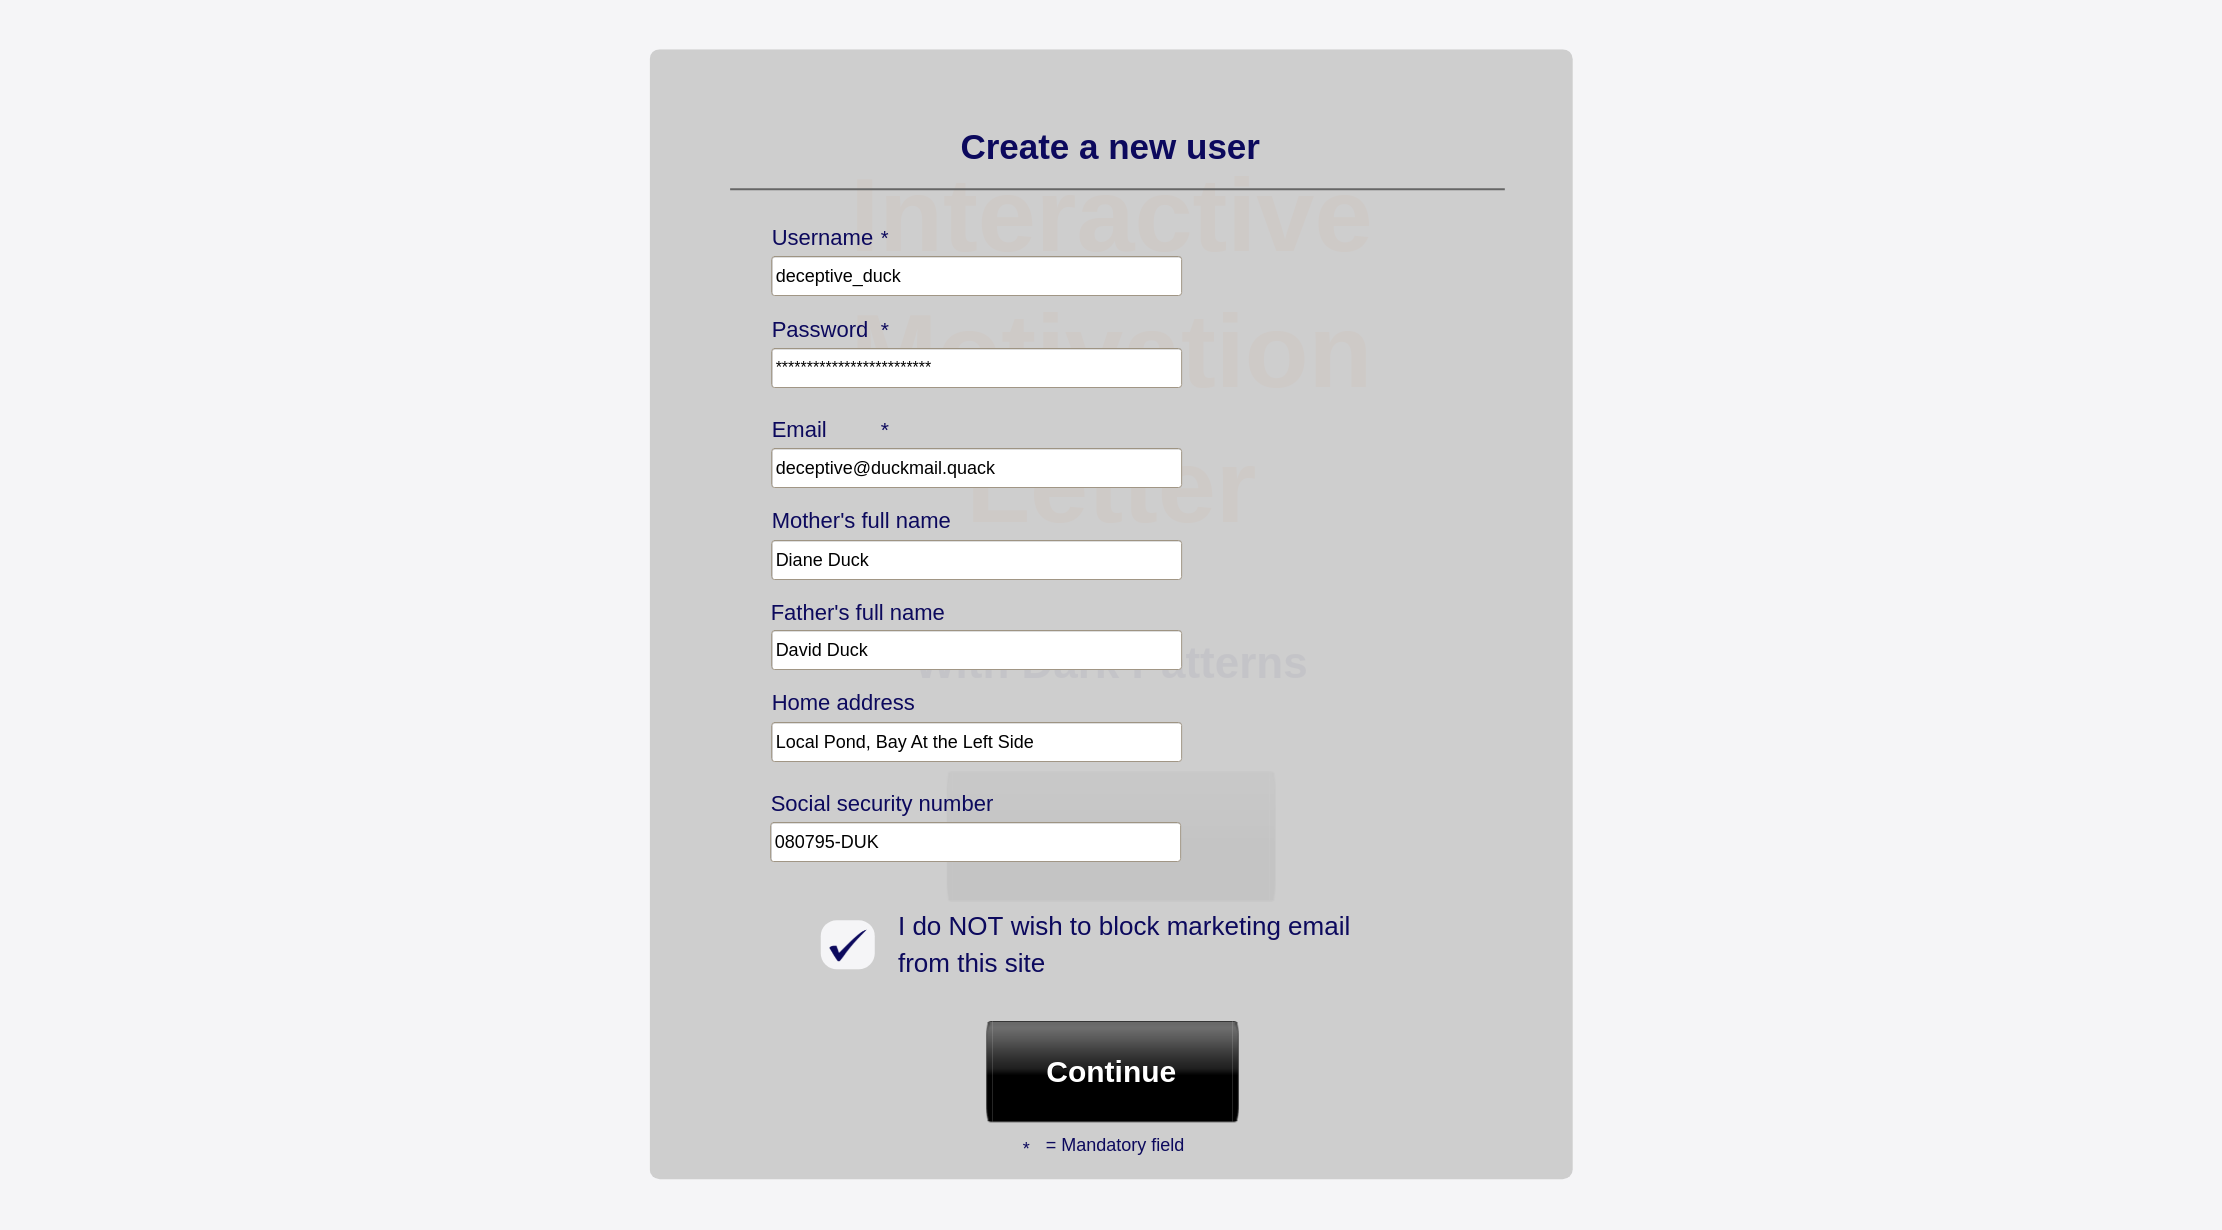 Create a new user
Interactive
Username *
deceptive_duck
Motivation
Password *
*************************
Email *
deceptive@duckmail.quack
Letter
Mother's full name
Diane Duck
Father's full name
David Duck
With Dark Patterns
Home address
Local Pond, Bay At the Left Side
Social security number
080795-DUK
I do NOT wish to block marketing email
from this site
Continue
* = Mandatory field